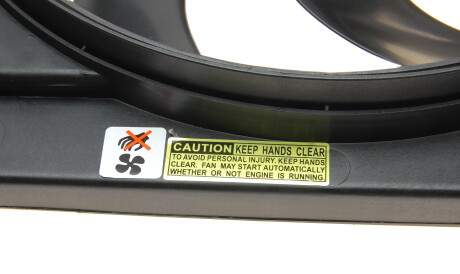 CAUTION KEEP HANDS CLEAR
TO AVOID PERSONAL INJURY. KEEP HANDS
CLEAR. FAN MAY START AUTOMATICALLY
WHETHER OR NOT ENGINE IS RUNNING.